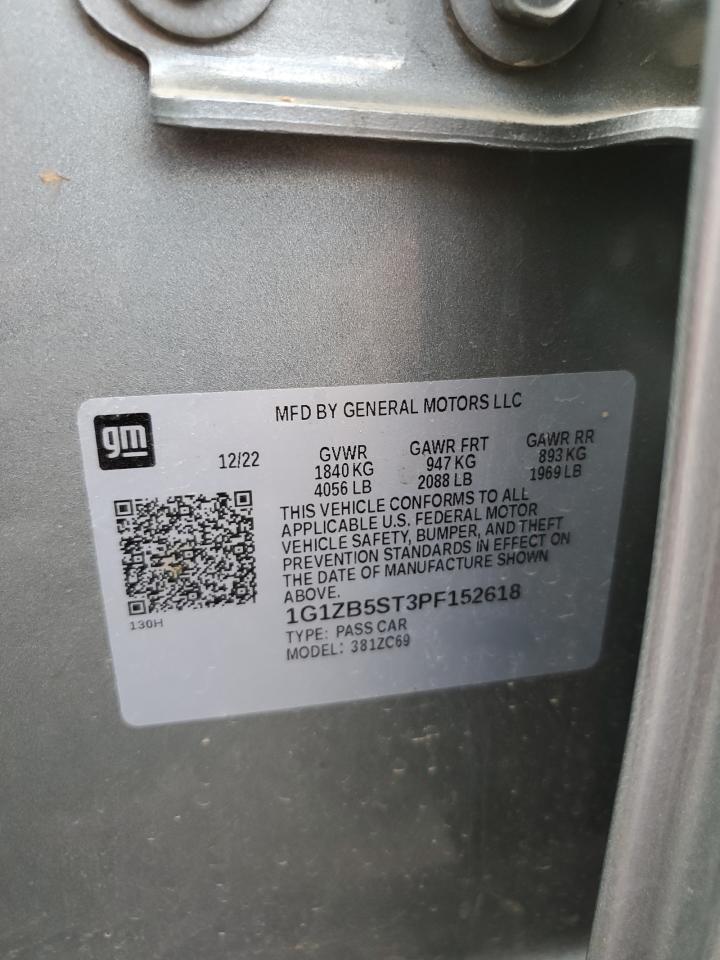 MFD BY GENERAL MOTORS LLC
gm
12/22
GVWR
1840 KG
4056 LB
GAWR FRT
947 KG
2088 LB
GAWR RR
893 KG
1969 LB
THIS VEHICLE CONFORMS TO ALL
APPLICABLE U.S. FEDERAL MOTOR
VEHICLE SAFETY, BUMPER, AND THEFT
PREVENTION STANDARDS IN EFFECT ON
THE DATE OF MANUFACTURE SHOWN
ABOVE.
1G1ZB5ST3PF152618
TYPE: PASS CAR
MODEL: 381ZC69
130H